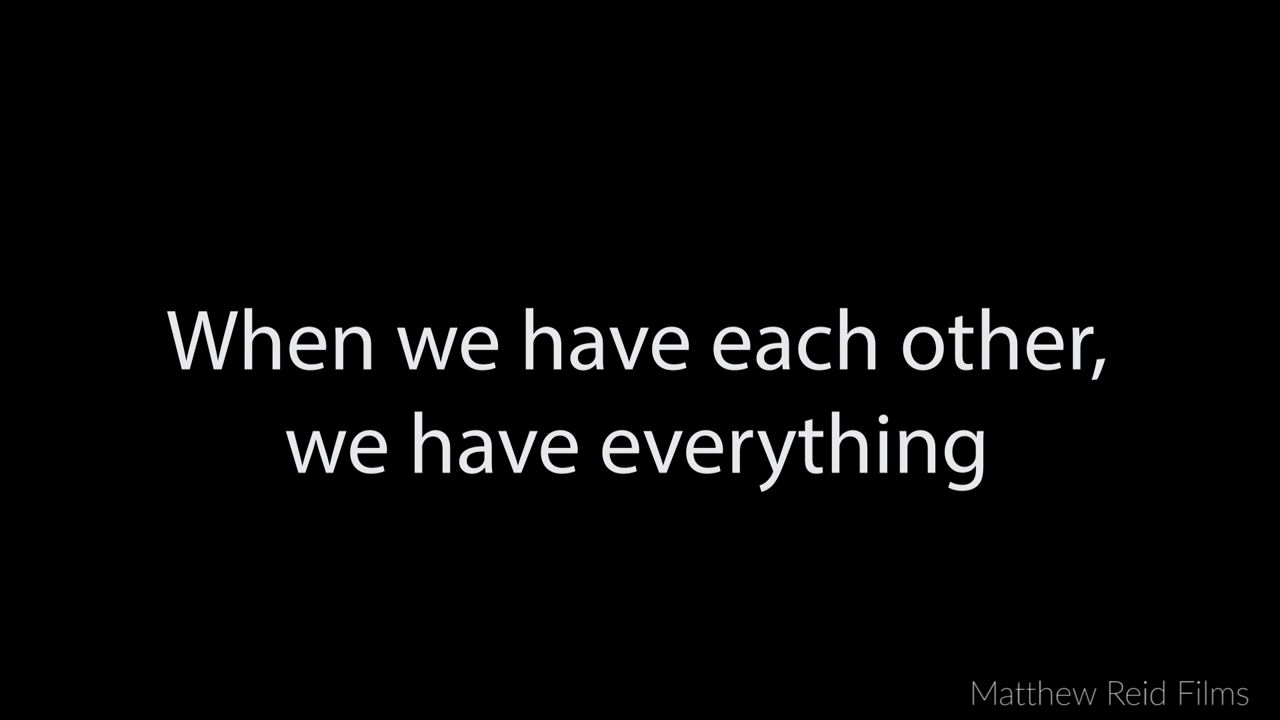 When we have each other,
we have everything
Matthew Reid Films